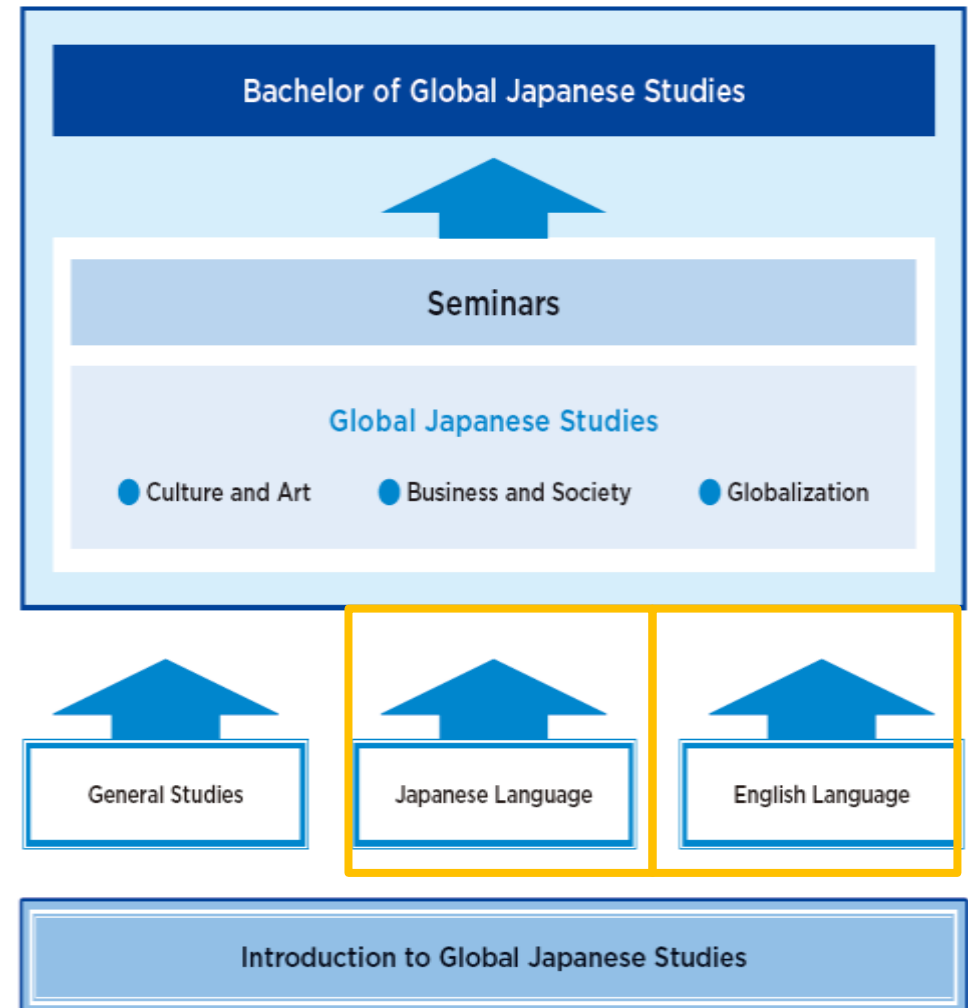 Bachelor of Global Japanese Studies
Seminars
Global Japanese Studies
Culture and Art
Business and Society
Globalization
General Studies
Japanese Language
English Language
Introduction to Global Japanese Studies